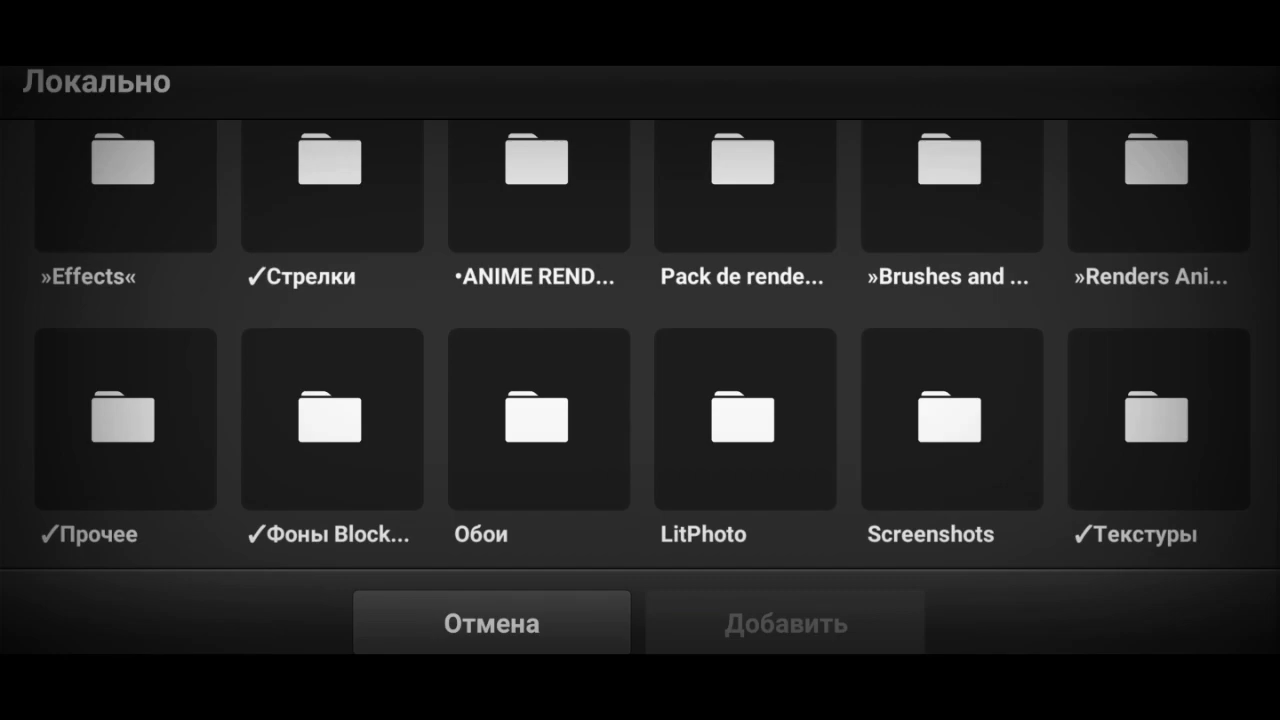 Локально
»Effects«
✓Стрелки
•ANIME REND...
Pack de rende...
»Brushes and ...
»Renders Ani...
✓Прочее
✓Фоны Block...
Обои
LitPhoto
Screenshots
✓Текстуры
Отмена
Добавить